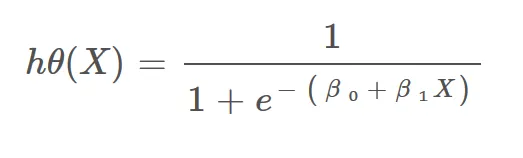 hθ(X) = 1 / (1 + e^-(β₀ + β₁X))